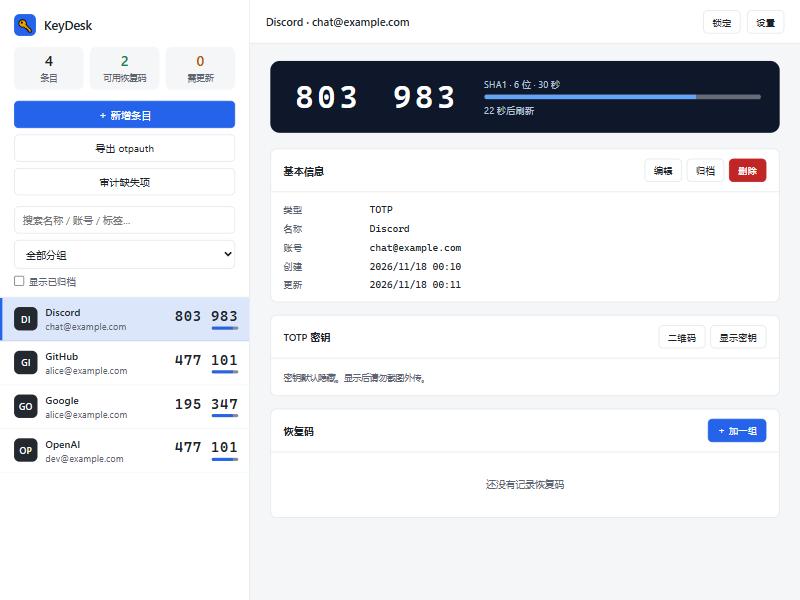 KeyDesk
4
条目
2
可用恢复码
0
需更新
+ 新增条目
导出 otpauth
审计缺失项
搜索名称 / 账号 / 标签...
全部分组
显示已归档
DI
Discord
chat@example.com
803 983
GI
GitHub
alice@example.com
477 101
GO
Google
alice@example.com
195 347
OP
OpenAI
dev@example.com
477 101
Discord · chat@example.com
锁定
设置
803 983
SHA1 · 6 位 · 30 秒
22 秒后刷新
基本信息
编辑
归档
删除
类型 TOTP
名称 Discord
账号 chat@example.com
创建 2026/11/18 00:10
更新 2026/11/18 00:11
TOTP 密钥
二维码
显示密钥
密钥默认隐藏。显示后请勿截图外传。
恢复码
+ 加一组
还没有记录恢复码